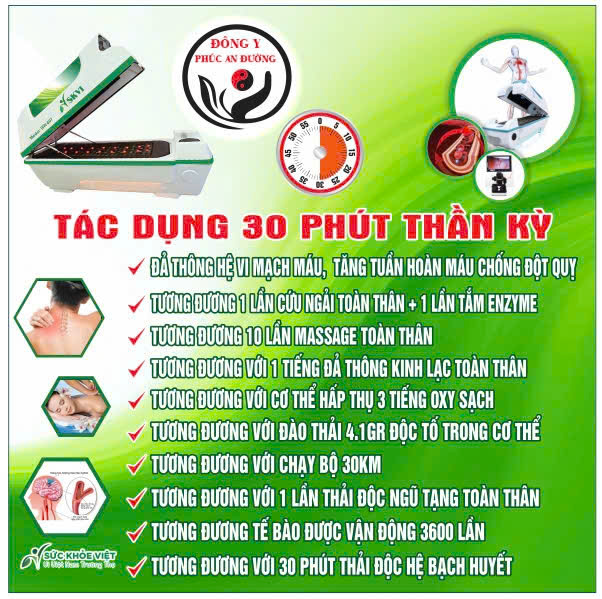 ĐÔNG Y
PHÚC AN ĐƯỜNG
SKVI
55 0 5
50 10
45 15
40 20
35 25
30
TÁC DỤNG 30 PHÚT THẦN KỲ
ĐẢ THÔNG HỆ VI MẠCH MÁU, TĂNG TUẦN HOÀN MÁU CHỐNG ĐỘT QUỴ
TƯƠNG ĐƯƠNG 1 LẦN CỨU NGẢI TOÀN THÂN + 1 LẦN TẮM ENZYME
TƯƠNG ĐƯƠNG 10 LẦN MASSAGE TOÀN THÂN
TƯƠNG ĐƯƠNG VỚI 1 TIẾNG ĐẢ THÔNG KINH LẠC TOÀN THÂN
TƯƠNG ĐƯƠNG VỚI CƠ THỂ HẤP THỤ 3 TIẾNG OXY SẠCH
TƯƠNG ĐƯƠNG VỚI ĐÀO THẢI 4.1GR ĐỘC TỐ TRONG CƠ THỂ
TƯƠNG ĐƯƠNG VỚI CHẠY BỘ 30KM
TƯƠNG ĐƯƠNG VỚI 1 LẦN THẢI ĐỘC NGŨ TẠNG TOÀN THÂN
TƯƠNG ĐƯƠNG TẾ BÀO ĐƯỢC VẬN ĐỘNG 3600 LẦN
TƯƠNG ĐƯƠNG VỚI 30 PHÚT THẢI ĐỘC HỆ BẠCH HUYẾT
SỨC KHỎE VIỆT
Vì Việt Nam Trường Thọ